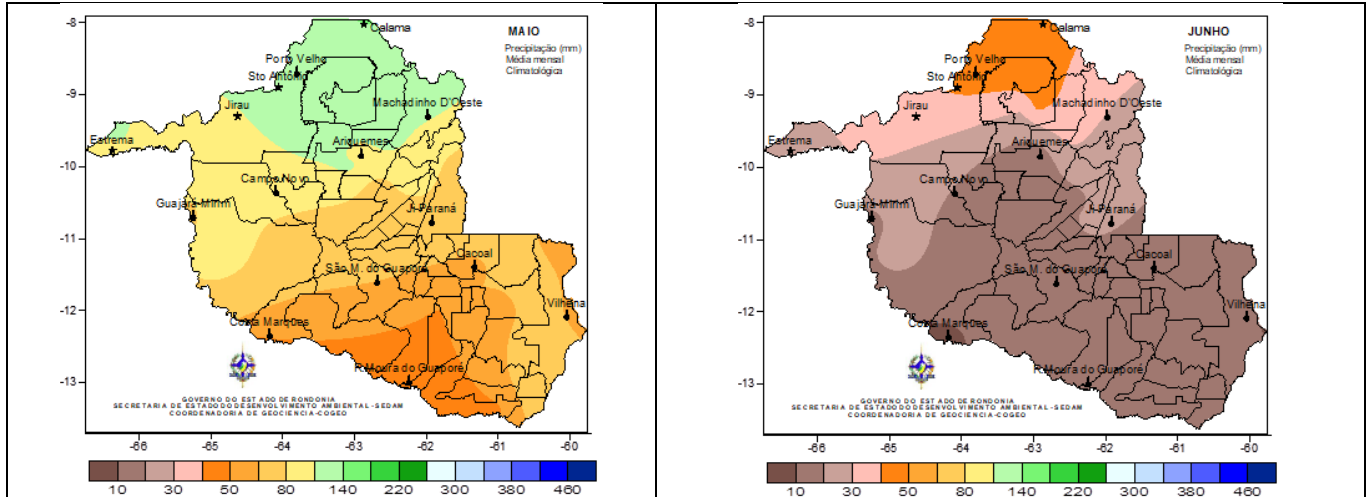 MAIO
Precipitação (mm)
Média mensal
Climatológica
-8
-9
-10
-11
-12
-13
Calama
Porto Velho
Sto Antônio
Jirau
Machadinho D'Oeste
Estrema
Ariquemes
Campo Novo
Guajará-Mirim
Ji-Paraná
Cacoal
São M. do Guaporé
Vilhena
Costa Marques
R.Moura do Guaporé
GOVERNO DO ESTADO DE RONDONIA
SECRETARIA DE ESTADO DO DESENVOLVIMENTO AMBIENTAL -SEDAM
COORDENADORIA DE GEOCIENCIA-COGEO
-66 -65 -64 -63 -62 -61 -60
10 30 50 80 140 220 300 380 460
JUNHO
Precipitação (mm)
Média mensal
Climatológica
-8
-9
-10
-11
-12
-13
Calama
Porto Velho
Sto Antônio
Jirau
Machadinho D'Oeste
Estrema
Ariquemes
Campo Novo
Guajará-Mirim
Ji-Paraná
Cacoal
São M. do Guaporé
Vilhena
Costa Marques
R.Moura do Guaporé
GOVERNO DO ESTADO DE RONDONIA
SECRETARIA DE ESTADO DO DESENVOLVIMENTO AMBIENTAL -SEDAM
COORDENADORIA DE GEOCIENCIA-COGEO
-66 -65 -64 -63 -62 -61 -60
10 30 50 80 140 220 300 380 460